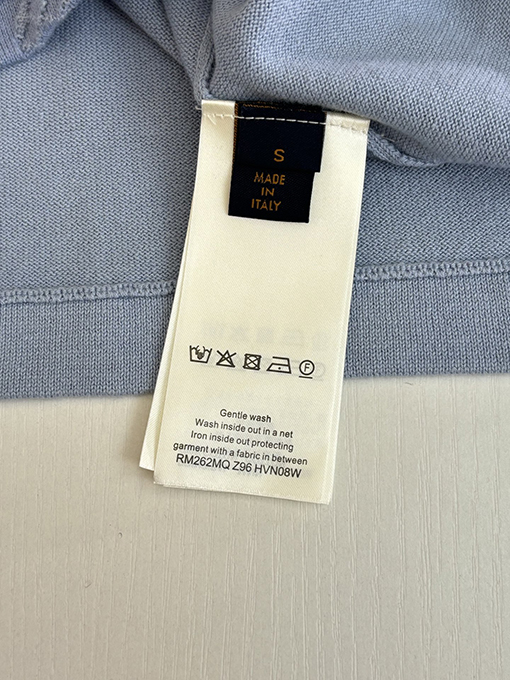 S
MADE
IN
ITALY
F
Gentle wash
Wash inside out in a net
Iron inside out protecting
garment with a fabric in between
RM262MQ Z96 HVN08W